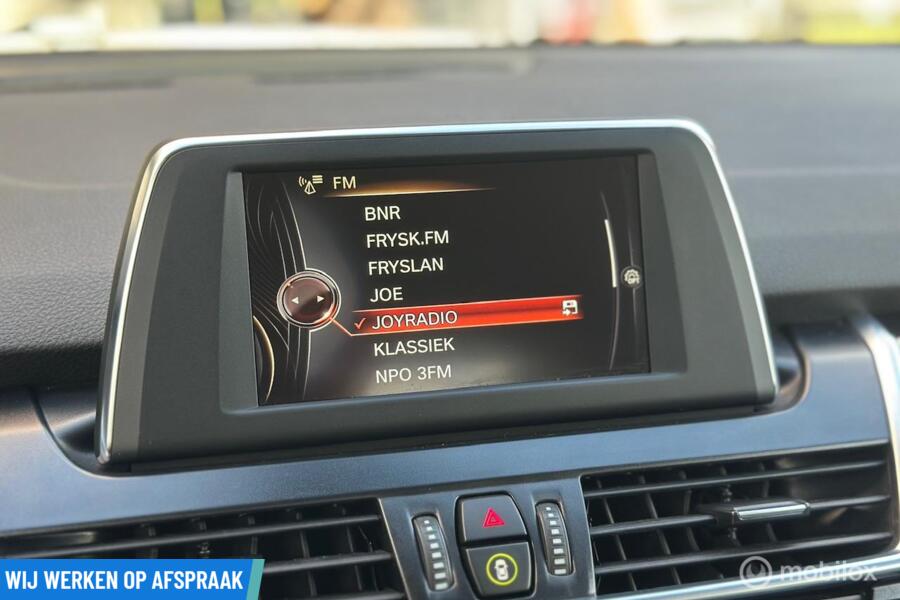 FM
BNR
FRYSK.FM
FRYSLAN
JOE
JOYRADIO
KLASSIEK
NPO 3FM
WIJ WERKEN OP AFSPRAAK
mobilox